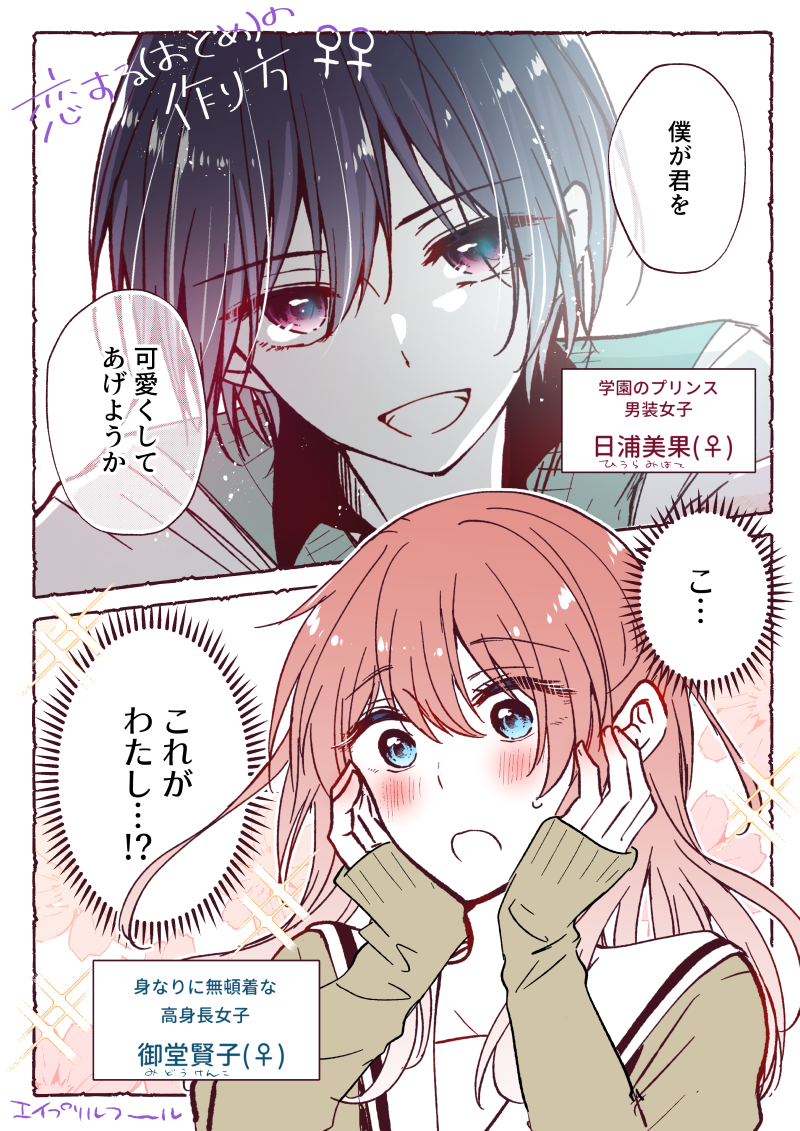 恋する(おとめ)の
作り方♀♀
僕が君を
可愛くして
あげようか
学園のプリンス
男装女子
日浦美果(♀)
ひうらみはて
こ…
これが
わたし…!?
身なりに無頓着な
高身長女子
御堂賢子(♀)
みどうけんこ
エイプリルフール